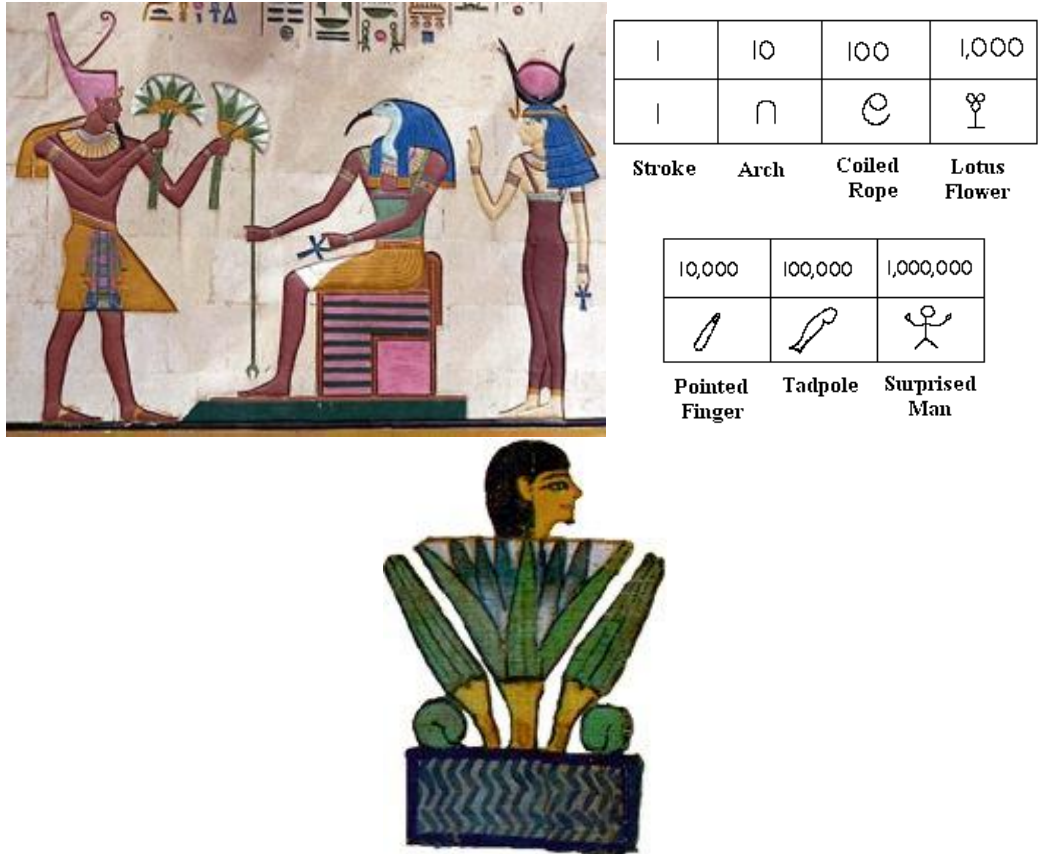 1 10 100 1,000
Stroke Arch Coiled Rope Lotus Flower
10,000 100,000 1,000,000
Pointed Finger Tadpole Surprised Man